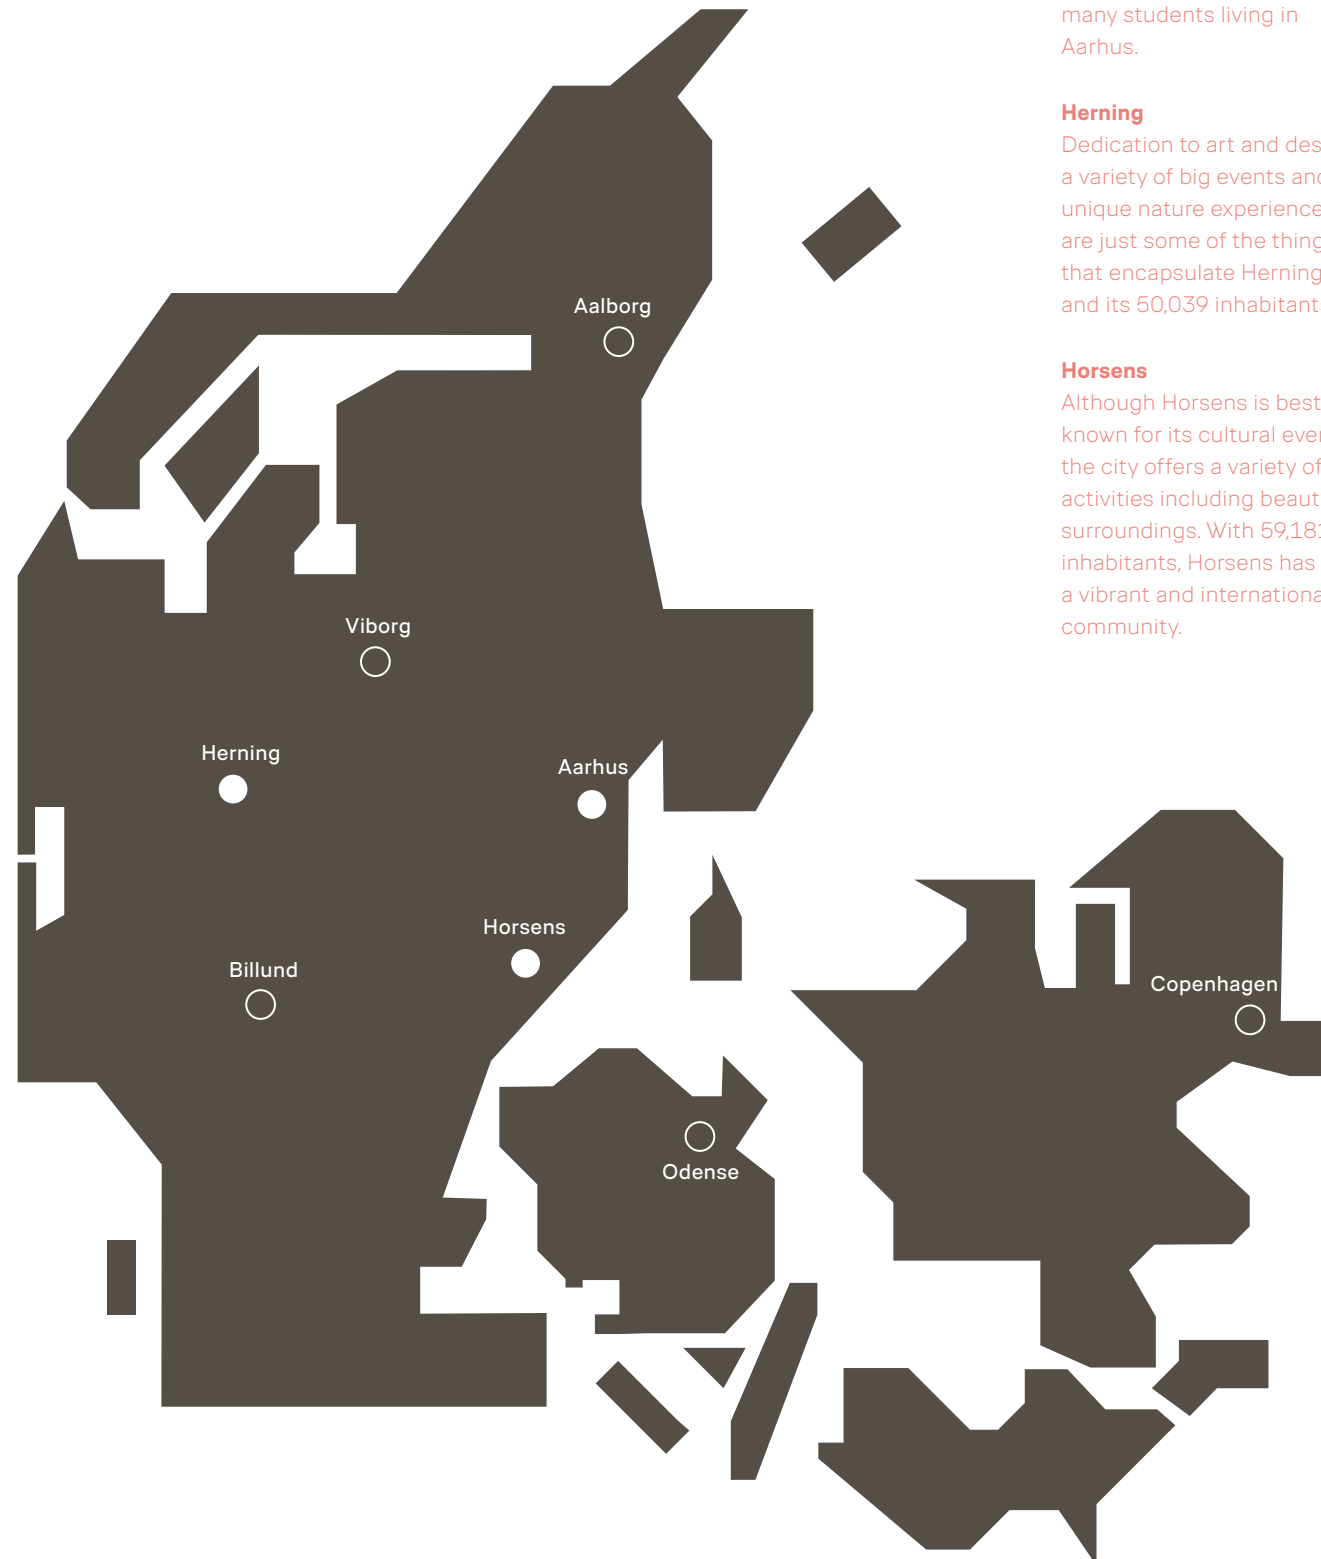 many students living in
Aarhus.
Herning
Dedication to art and
a variety of big events
unique nature
are just some of the
that encapsulate Herning
and its 50,039
Horsens
Although Horsens is best
known for its cultural
the city offers a variety of
activities including
surroundings. With
inhabitants, Horsens has
a vibrant and
community.
Aalborg
Viborg
Herning
Aarhus
Horsens
Billund
Copenhagen
Odense